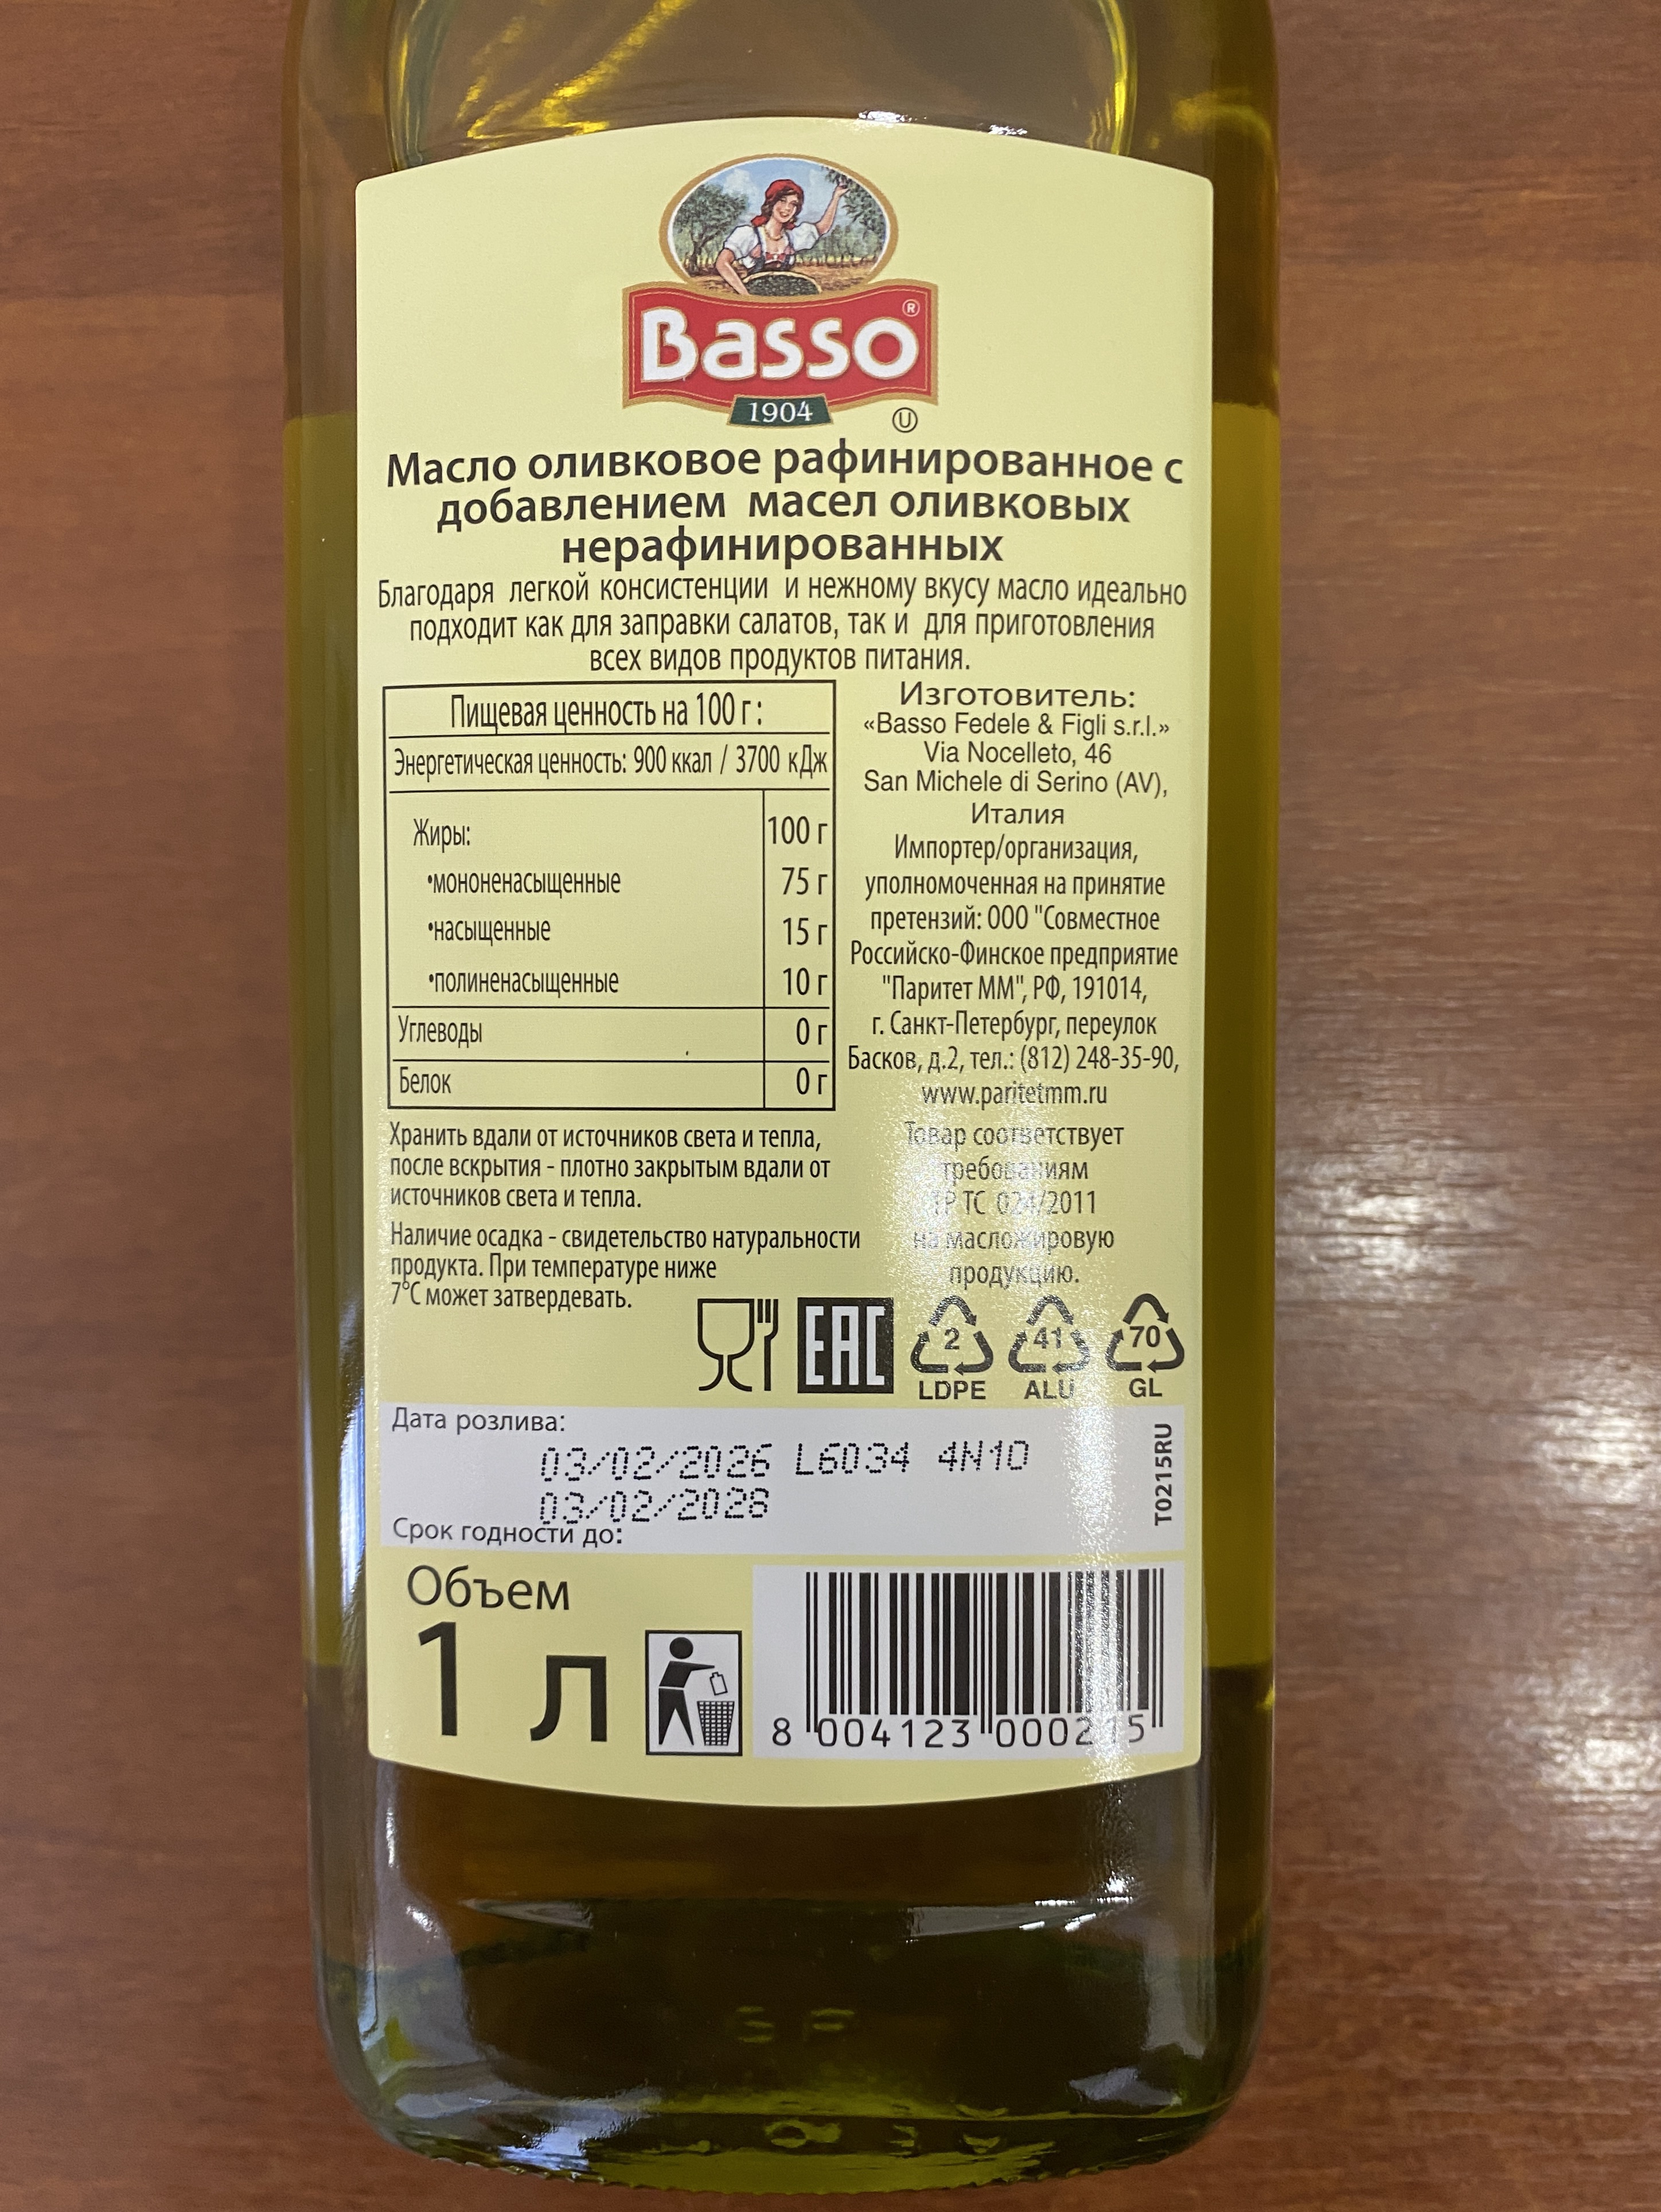 Basso®
1904
Ⓤ
Масло оливковое рафинированное с
добавлением масел оливковых
нерафинированных
Благодаря легкой консистенции и нежному вкусу масло идеально
подходит как для заправки салатов, так и для приготовления
всех видов продуктов питания.
Пищевая ценность на 100 г :
Энергетическая ценность: 900 ккал / 3700 кДж
Жиры: 100 г
•мононенасыщенные 75 г
•насыщенные 15 г
•полиненасыщенные 10 г
Углеводы 0 г
Белок 0 г
Изготовитель:
«Basso Fedele & Figli s.r.l.»
Via Nocelleto, 46
San Michele di Serino (AV),
Италия
Импортер/организация,
уполномоченная на принятие
претензий: ООО "Совместное
Российско-Финское предприятие
"Паритет ММ", РФ, 191014,
г. Санкт-Петербург, переулок
Басков, д.2, тел.: (812) 248-35-90,
www.paritetmm.ru
Товар соответствует
требованиям
ТР ТС 024/2011
на масложировую
продукцию.
Хранить вдали от источников света и тепла,
после вскрытия - плотно закрытым вдали от
источников света и тепла.
Наличие осадка - свидетельство натуральности
продукта. При температуре ниже
7°С может затвердевать.
EAC
2 41 70
LDPE ALU GL
Дата розлива:
03/02/2026 L6034 4N10
03/02/2028
Срок годности до:
T0215RU
Объем
1 л
8 004123 000215